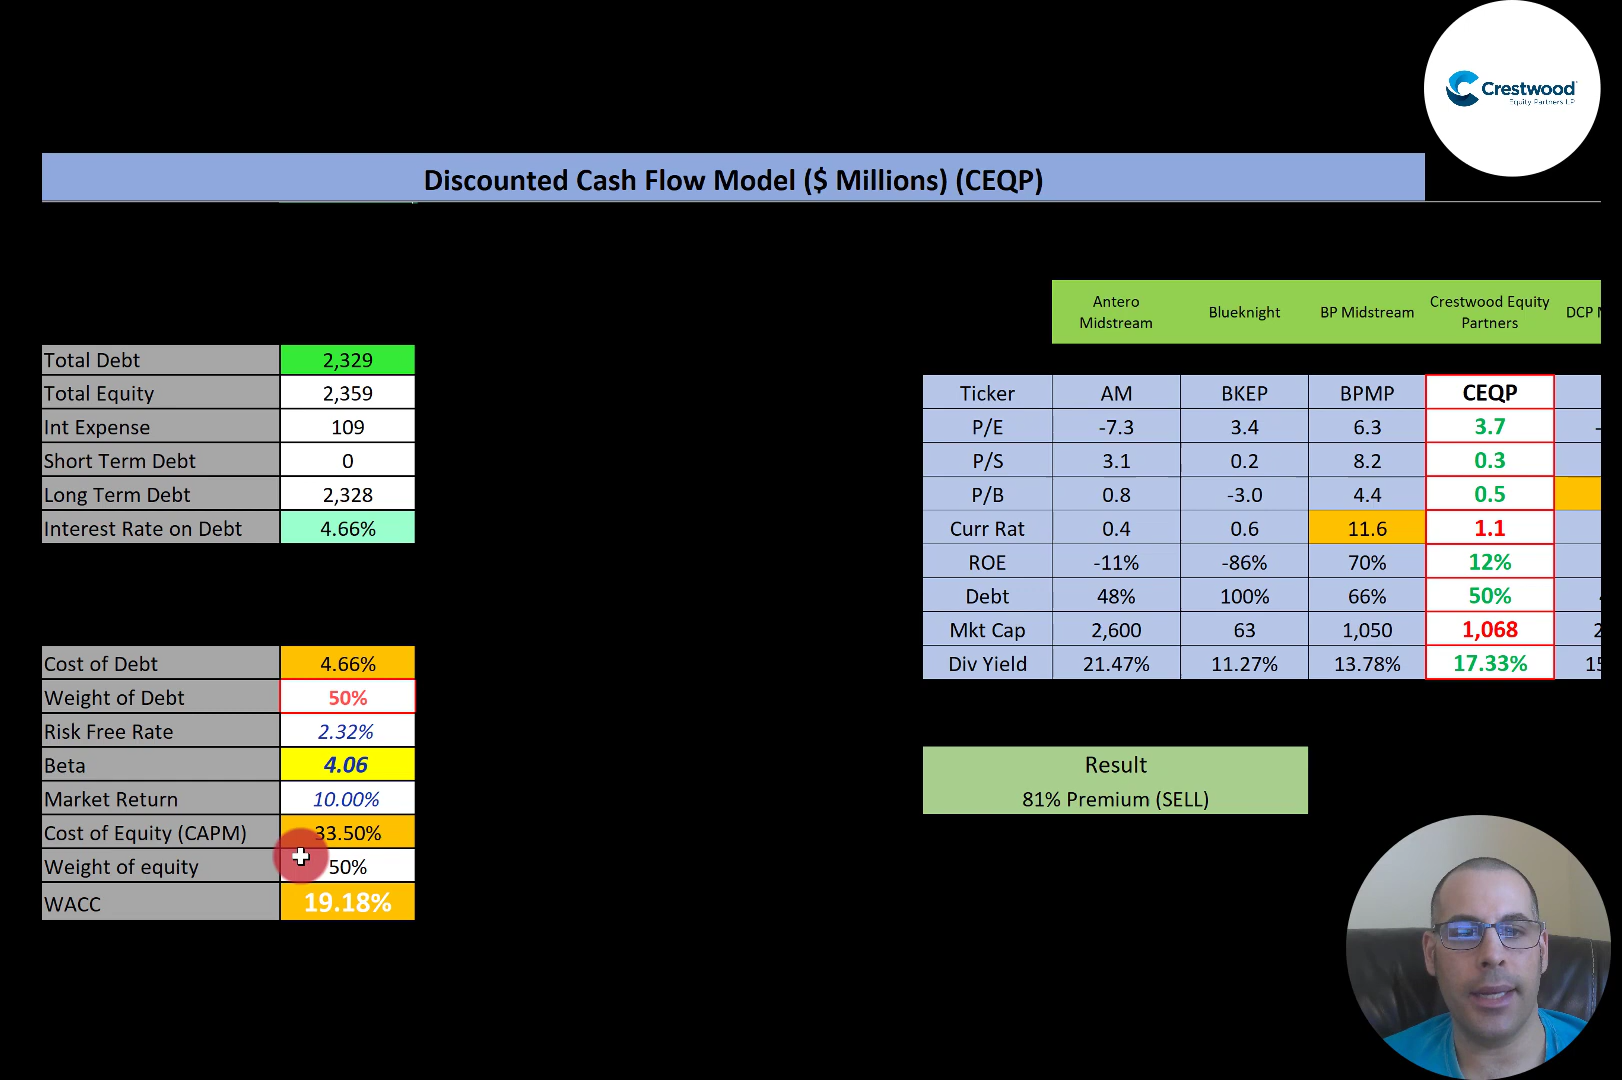 Crestwood
Equity Partners LP
Discounted Cash Flow Model ($ Millions) (CEQP)
Antero Midstream Blueknight BP Midstream Crestwood Equity Partners DCP
Total Debt 2,329
Total Equity 2,359
Int Expense 109
Short Term Debt 0
Long Term Debt 2,328
Interest Rate on Debt 4.66%
Ticker AM BKEP BPMP CEQP
P/E -7.3 3.4 6.3 3.7
P/S 3.1 0.2 8.2 0.3
P/B 0.8 -3.0 4.4 0.5
Curr Rat 0.4 0.6 11.6 1.1
ROE -11% -86% 70% 12%
Debt 48% 100% 66% 50%
Mkt Cap 2,600 63 1,050 1,068
Div Yield 21.47% 11.27% 13.78% 17.33%
Cost of Debt 4.66%
Weight of Debt 50%
Risk Free Rate 2.32%
Beta 4.06
Market Return 10.00%
Cost of Equity (CAPM) 33.50%
Weight of equity 50%
WACC 19.18%
Result
81% Premium (SELL)